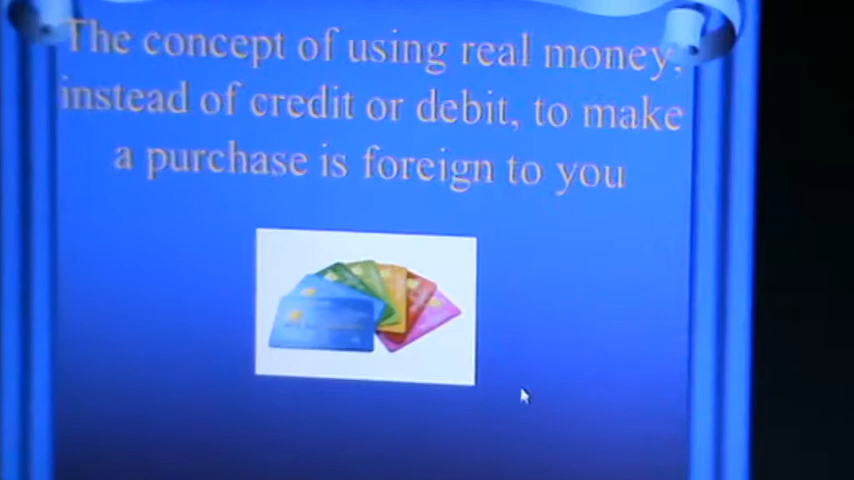 The concept of using real money,
instead of credit or debit, to make
a purchase is foreign to you